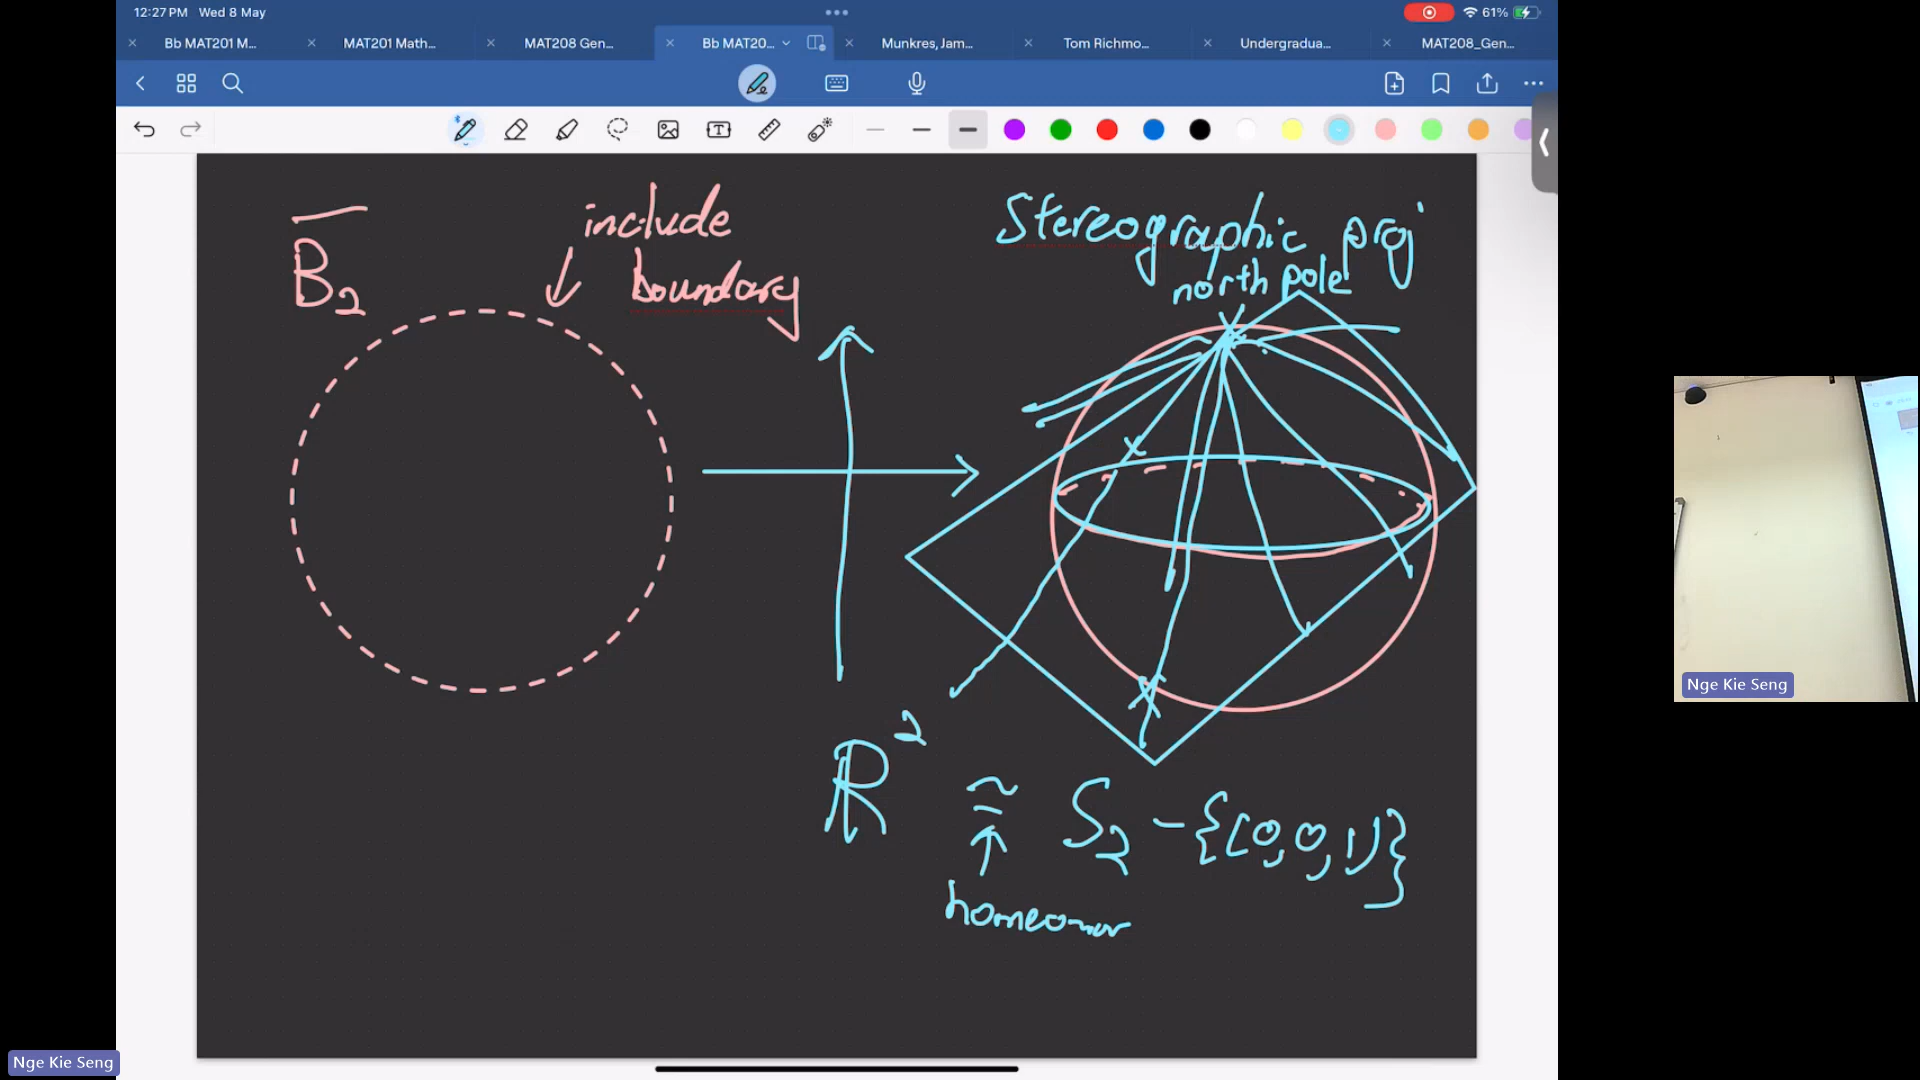 12:27 PM Wed 8 May
61%
Bb MAT201 M...
MAT201 Math...
MAT208 Gen...
Bb MAT20...
Munkres, Jam...
Tom Richmo...
Undergradua...
MAT208_Gen...
B̅₂
include
boundary
Stereographic proj
north pole
R² ≅ S₂ - {(0,0,1)}
homeomor
Nge Kie Seng
Nge Kie Seng